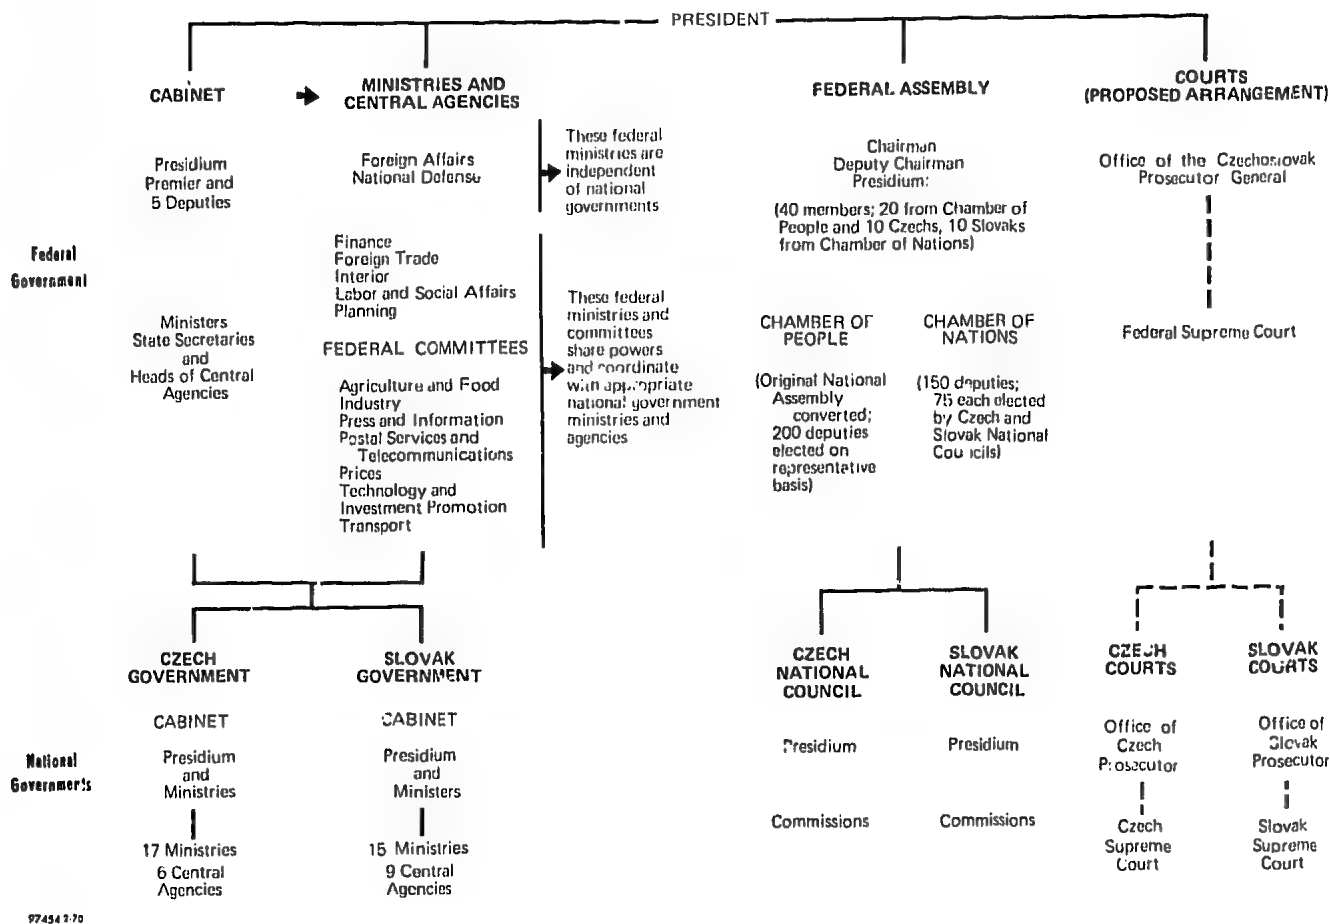 PRESIDENT
CABINET
MINISTRIES AND
CENTRAL AGENCIES
FEDERAL ASSEMBLY
COURTS
(PROPOSED ARRANGEMENT)
Federal
Government
Presidium
Premier and
5 Deputies
Ministers
State Secretaries
and
Heads of Central
Agencies
Foreign Affairs
National Defense
These federal
ministries are
independent
of national
governments
Finance
Foreign Trade
Interior
Labor and Social Affairs
Planning
FEDERAL COMMITTEES
Agriculture and Food
Industry
Press and Information
Postal Services and
Telecommunications
Prices
Technology and
Investment Promotion
Transport
These federal
ministries and
committees
share powers
and coordinate
with appropriate
national government
ministries and
agencies
Chairman
Deputy Chairman
Presidium:
(40 members; 20 from Chamber of
People and 10 Czechs, 10 Slovaks
from Chamber of Nations)
CHAMBER OF
PEOPLE
(Original National
Assembly
converted;
200 deputies
elected on
representative
basis)
CHAMBER OF
NATIONS
(150 deputies;
75 each elected
by Czech and
Slovak National
Councils)
Office of the Czechoslovak
Prosecutor General
Federal Supreme Court
National
Governments
CZECH
GOVERNMENT
CABINET
Presidium
and
Ministries
17 Ministries
6 Central
Agencies
SLOVAK
GOVERNMENT
CABINET
Presidium
and
Ministers
15 Ministries
9 Central
Agencies
CZECH
NATIONAL
COUNCIL
Presidium
Commissions
SLOVAK
NATIONAL
COUNCIL
Presidium
Commissions
CZECH
COURTS
Office of
Czech
Prosecutor
Czech
Supreme
Court
SLOVAK
COURTS
Office of
Slovak
Prosecutor
Slovak
Supreme
Court
97454 2-70